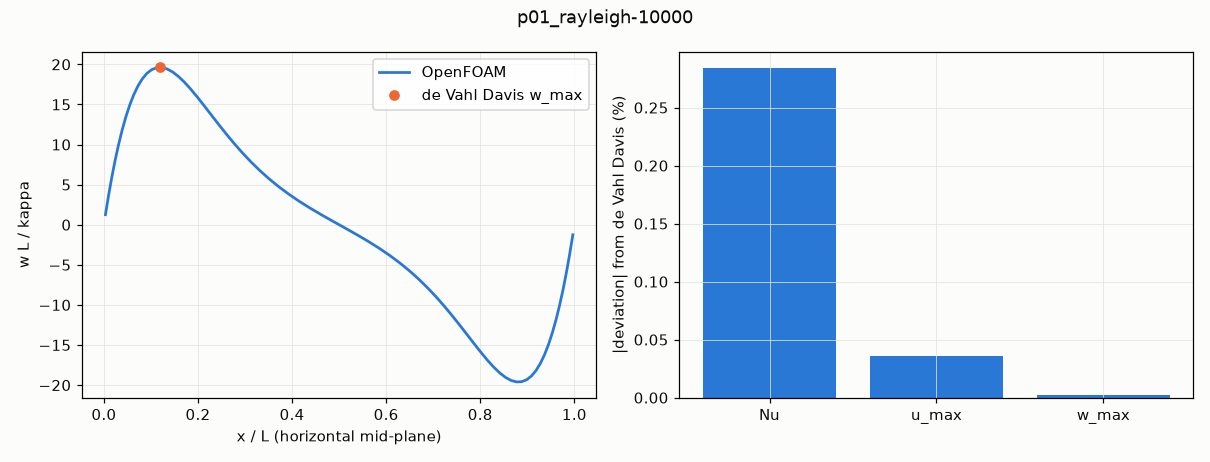 p01_rayleigh-10000
w L / kappa
20
15
10
5
0
−5
−10
−15
−20
0.0 0.2 0.4 0.6 0.8 1.0
x / L (horizontal mid-plane)
OpenFOAM
de Vahl Davis w_max
|deviation| from de Vahl Davis (%)
0.25
0.20
0.15
0.10
0.05
0.00
Nu u_max w_max